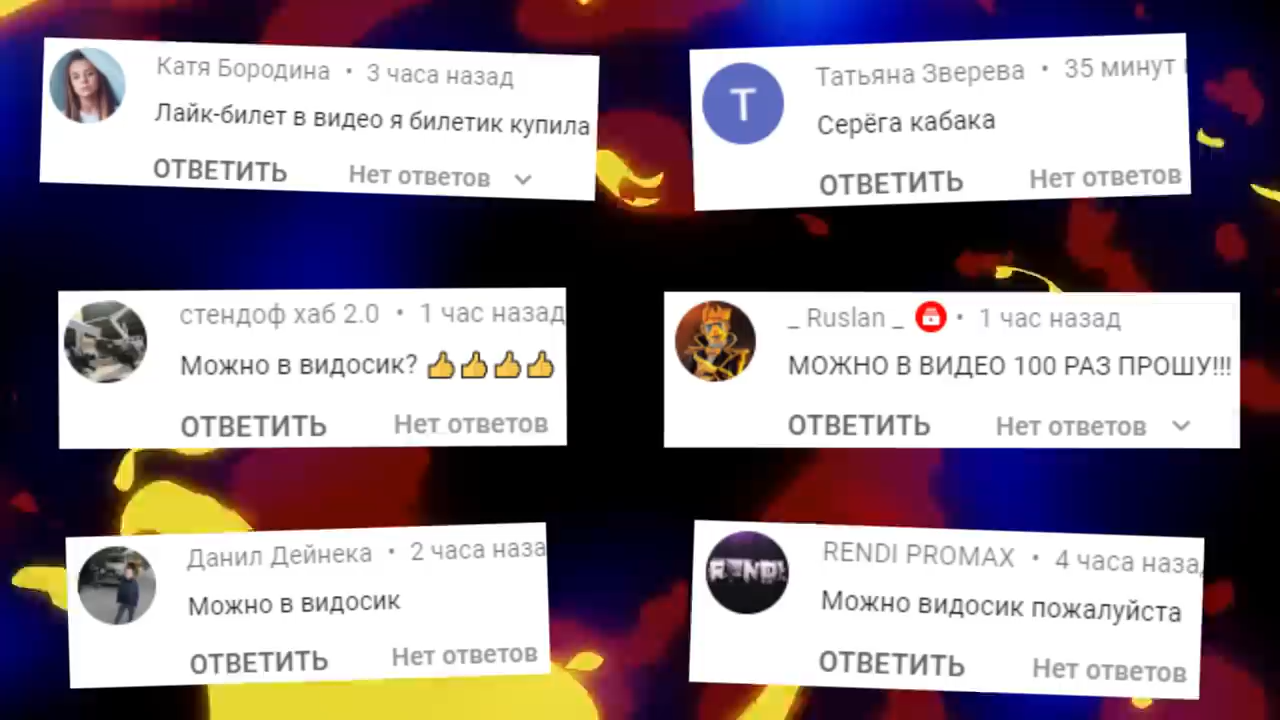 Катя Бородина • 3 часа назад
Лайк-билет в видео я билетик купила
ОТВЕТИТЬ Нет ответов
Татьяна Зверева • 35 минут
T
Серёга кабака
ОТВЕТИТЬ Нет ответов
стендоф хаб 2.0 • 1 час назад
Можно в видосик? 👍👍👍👍
ОТВЕТИТЬ Нет ответов
_ Ruslan _ • 1 час назад
МОЖНО В ВИДЕО 100 РАЗ ПРОШУ!!!
ОТВЕТИТЬ Нет ответов
Данил Дейнека • 2 часа наза
Можно в видосик
ОТВЕТИТЬ Нет ответов
RENDI PROMAX • 4 часа наза
RENDI
Можно видосик пожалуйста
ОТВЕТИТЬ Нет ответов